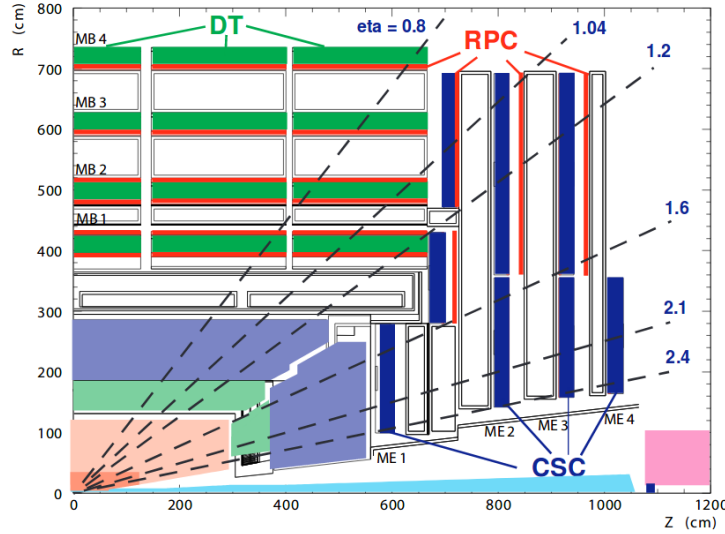 R (cm)
800
MB 4
DT
eta = 0.8
RPC
1.04
1.2
700
MB 3
600
MB 2
500
MB 1
400
1.6
300
2.1
200
2.4
100
ME 1
ME 2
ME 3
ME 4
CSC
0
0
200
400
600
800
1000
1200
Z (cm)